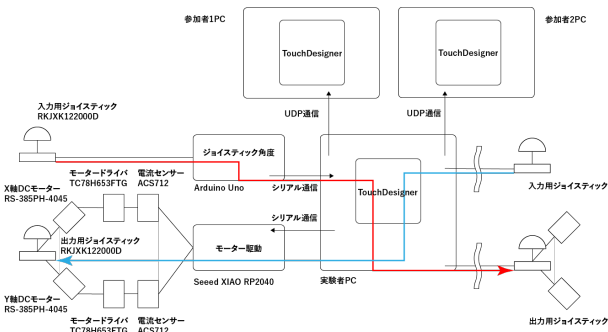 参加者1PC
TouchDesigner
参加者2PC
TouchDesigner
UDP通信
UDP通信
入力用ジョイスティック
RKJXK122000D
ジョイスティック角度
Arduino Uno
シリアル通信
TouchDesigner
入力用ジョイスティック
モータードライバ
TC78H653FTG
電流センサー
ACS712
X軸DCモーター
RS-385PH-4045
シリアル通信
出力用ジョイスティック
RKJXK122000D
モーター駆動
Seeed XIAO RP2040
実験者PC
Y軸DCモーター
RS-385PH-4045
モータードライバ
TC78H653FTG
電流センサー
ACS712
出力用ジョイスティック